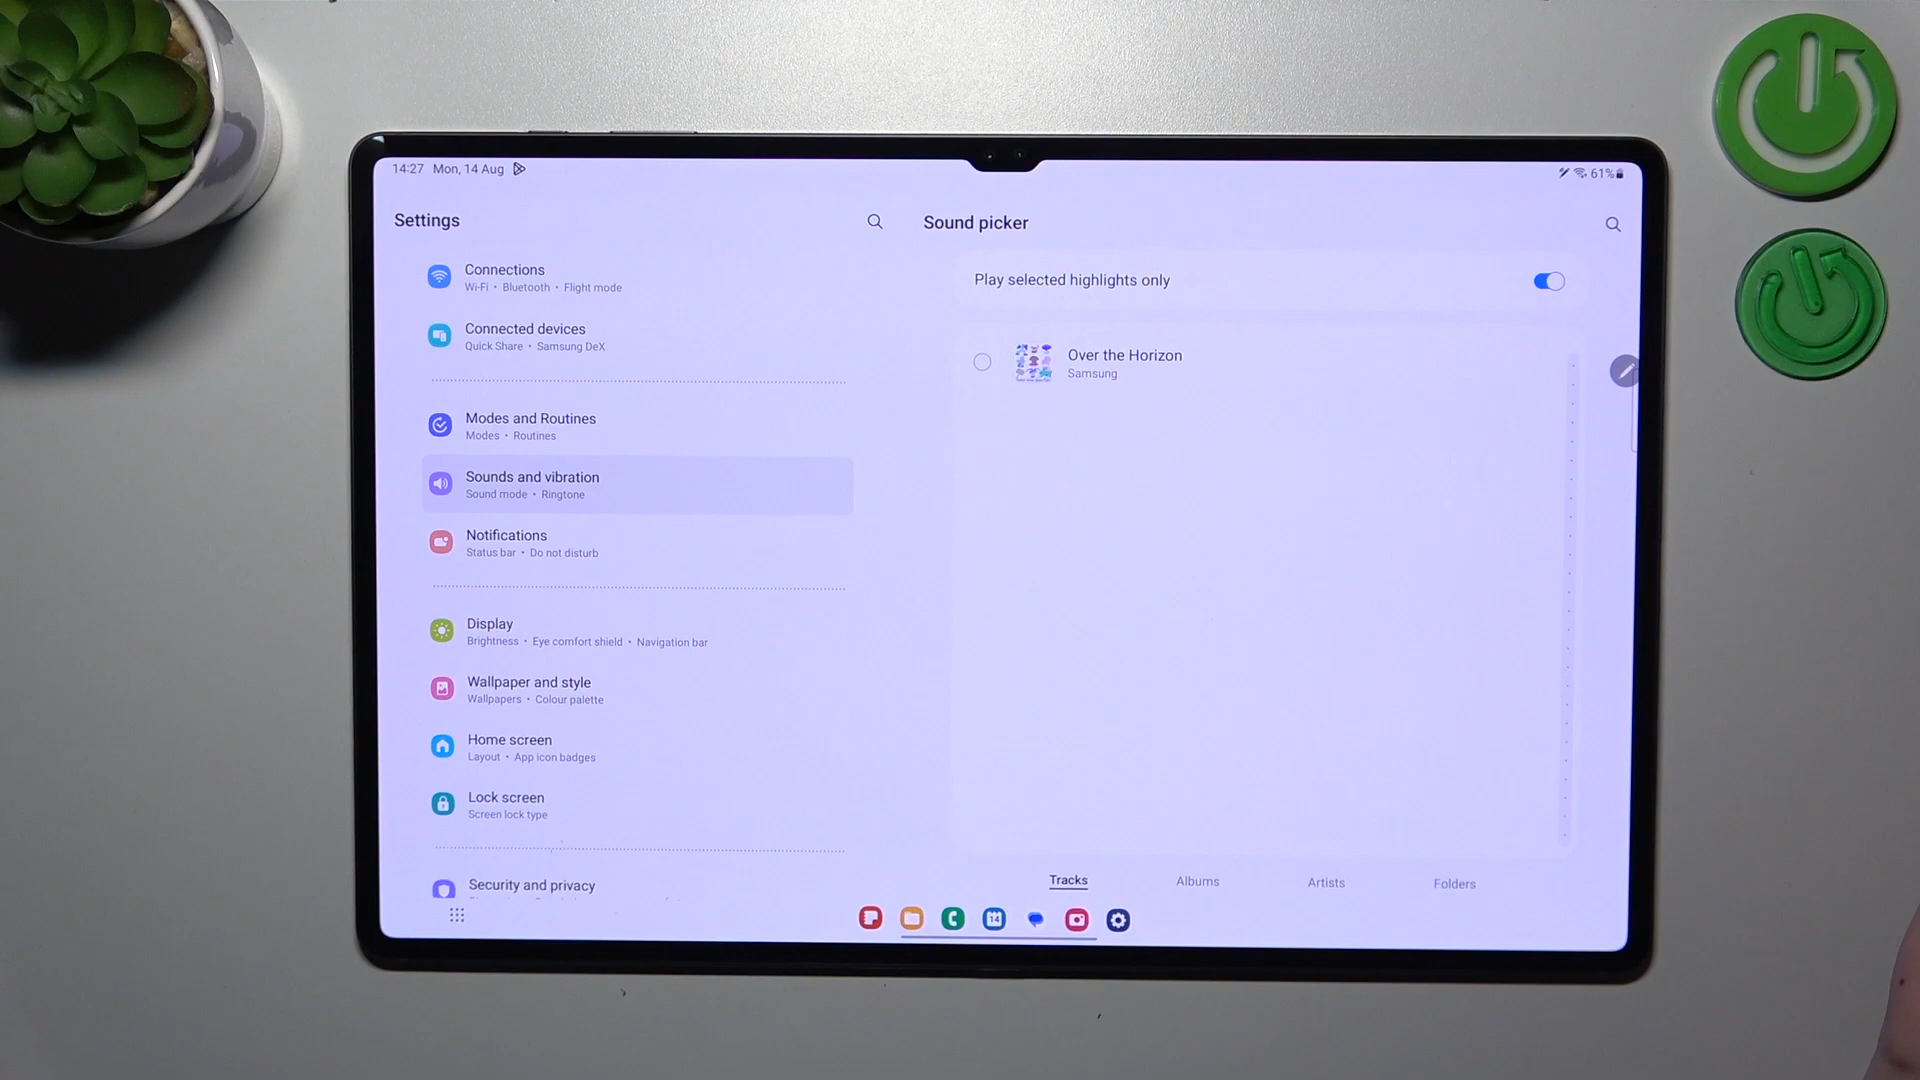 14:27 Mon, 14 Aug
61%
Settings
Connections
Wi-Fi • Bluetooth • Flight mode
Connected devices
Quick Share • Samsung DeX
Modes and Routines
Modes • Routines
Sounds and vibration
Sound mode • Ringtone
Notifications
Status bar • Do not disturb
Display
Brightness • Eye comfort shield • Navigation bar
Wallpaper and style
Wallpapers • Colour palette
Home screen
Layout • App icon badges
Lock screen
Screen lock type
Security and privacy
Sound picker
Play selected highlights only
Over the Horizon
Samsung
Tracks
Albums
Artists
Folders
14